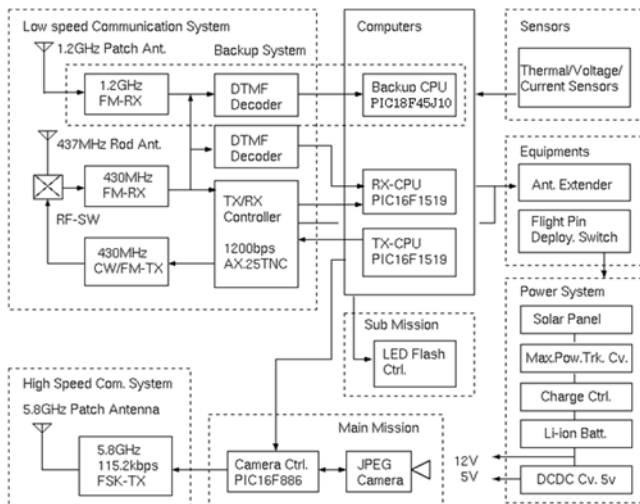 Low speed Communication System
1.2GHz Patch Ant.
Backup System
1.2GHz
FM-RX
DTMF
Decoder
437MHz Rod Ant.
DTMF
Decoder
430MHz
FM-RX
RF-SW
TX/RX
Controller
1200bps
AX.25TNC
430MHz
CW/FM-TX
Computers
Backup CPU
PIC18F45J10
RX-CPU
PIC16F1519
TX-CPU
PIC16F1519
Sensors
Thermal/Voltage/
Current Sensors
Equipments
Ant. Extender
Flight Pin
Deploy. Switch
Power System
Solar Panel
Max.Pow.Trk. Cv.
Charge Ctrl.
Li-ion Batt.
12V
5V
DCDC Cv. 5v
Sub Mission
LED Flash
Ctrl.
High Speed Com. System
5.8GHz Patch Antenna
5.8GHz
115.2kbps
FSK-TX
Main Mission
Camera Ctrl.
PIC16F886
JPEG
Camera